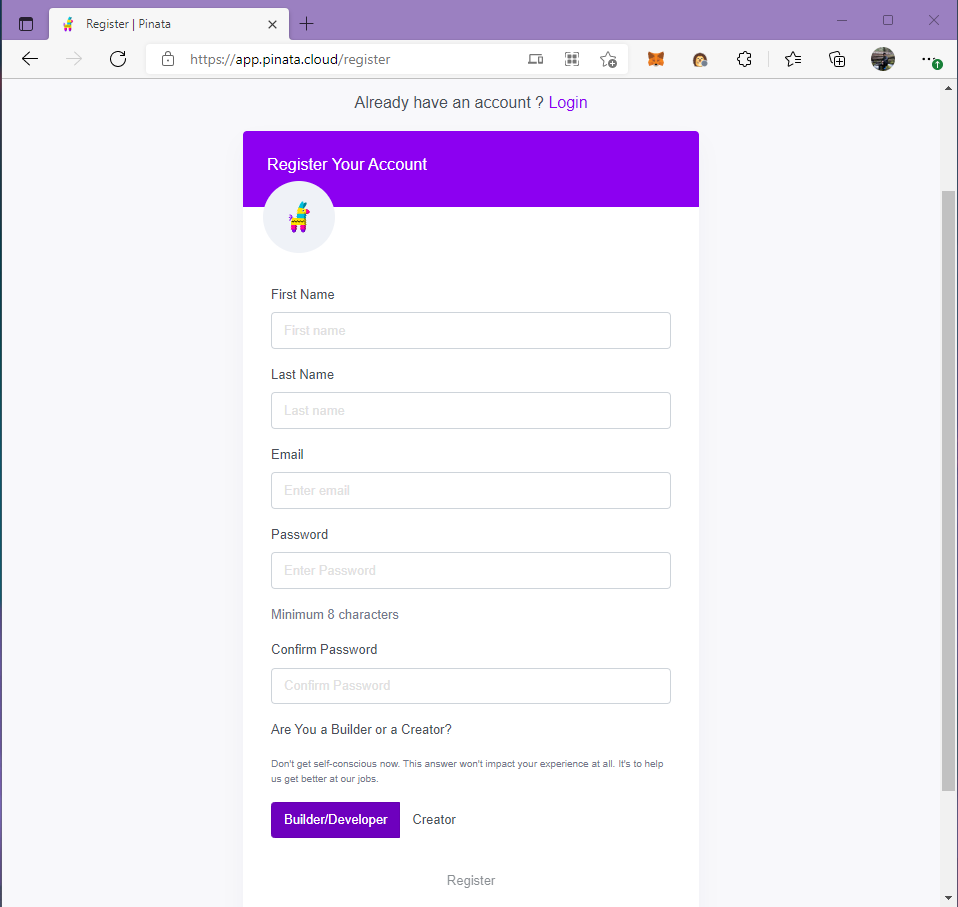 Register | Pinata
https://app.pinata.cloud/register
Already have an account ? Login
Register Your Account
First Name
First name
Last Name
Last name
Email
Enter email
Password
Enter Password
Minimum 8 characters
Confirm Password
Confirm Password
Are You a Builder or a Creator?
Don't get self-conscious now. This answer won't impact your experience at all. It's to help
us get better at our jobs.
Builder/Developer Creator
Register